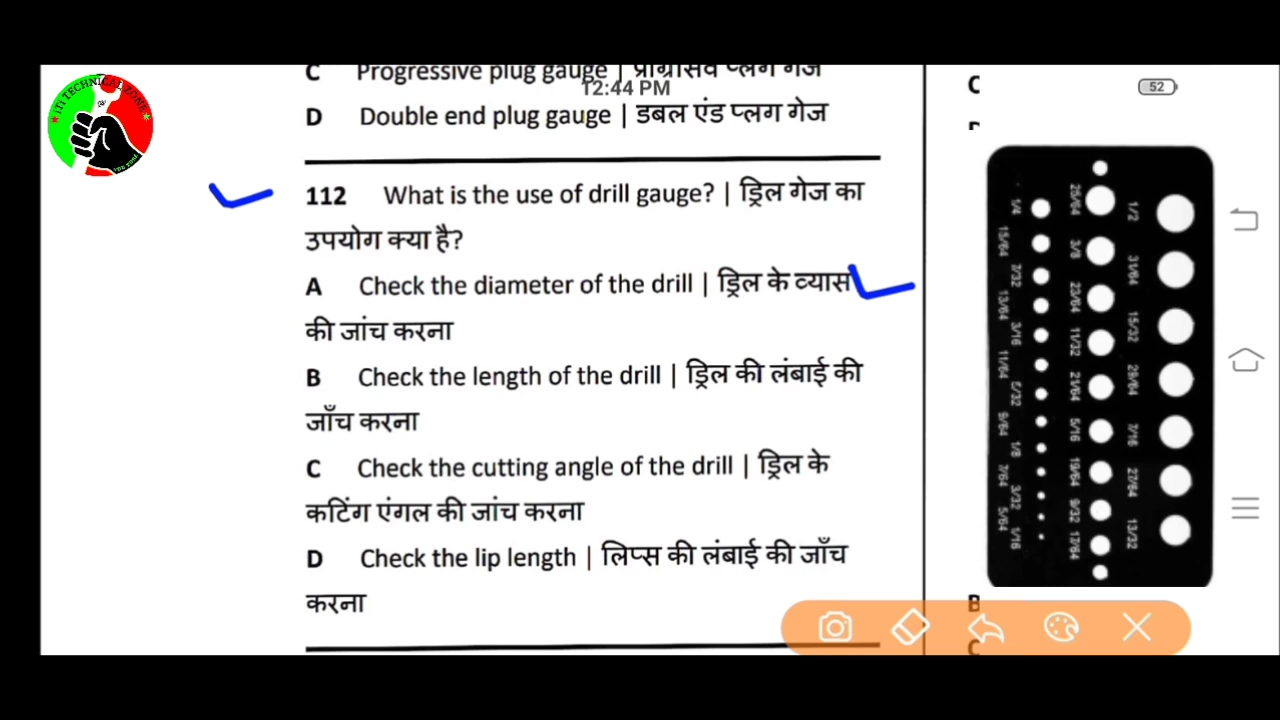 ITI TECHNICAL ZONE
C Progressive plug gauge | प्रोग्रेसिव प्लग गेज
12:44 PM
52
D Double end plug gauge | डबल एंड प्लग गेज
C
112 What is the use of drill gauge? | ड्रिल गेज का
उपयोग क्या है?
A Check the diameter of the drill | ड्रिल के व्यास
की जांच करना
B Check the length of the drill | ड्रिल की लंबाई की
जाँच करना
C Check the cutting angle of the drill | ड्रिल के
कटिंग एंगल की जांच करना
D Check the lip length | लिप्स की लंबाई की जाँच
करना
1/2 31/64 15/32 29/64 7/16 27/64 13/32
25/64 3/8 23/64 11/32 21/64 5/16 19/64 9/32 17/64
1/4 7/32 3/16 5/32 1/8 3/32 1/16
15/64 13/64 11/64 9/64 7/64 5/64
B
C